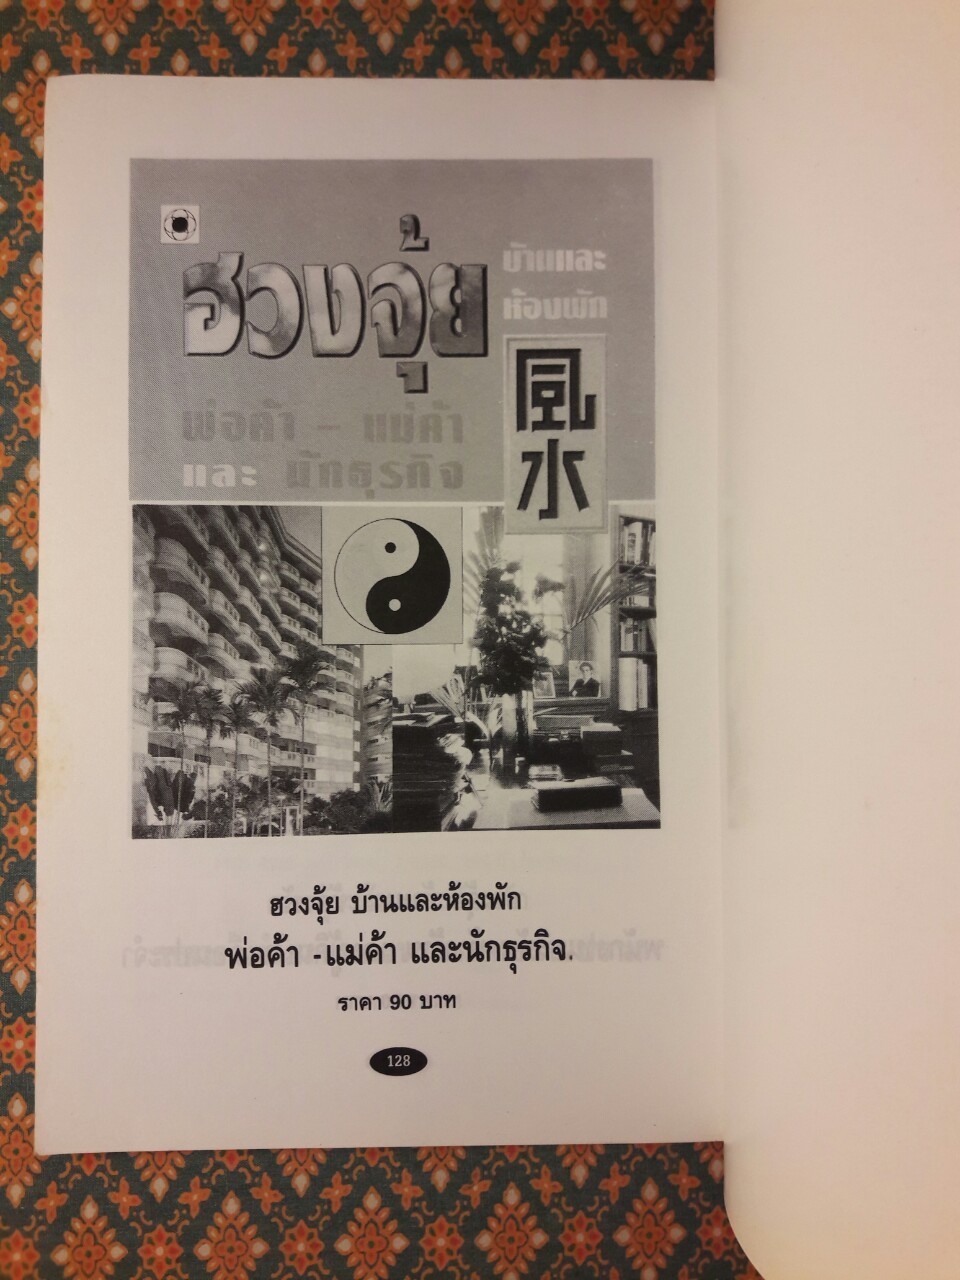 ฮวงจุ้ย
บ้านและ
ห้องพัก
風
水
พ่อค้า - แม่ค้า
และ นักธุรกิจ
ฮวงจุ้ย บ้านและห้องพัก
พ่อค้า -แม่ค้า และนักธุรกิจ.
ราคา 90 บาท
128